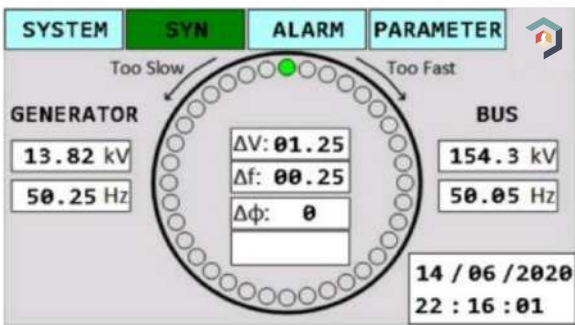 SYSTEM SYN ALARM PARAMETER
Too Slow Too Fast
GENERATOR BUS
13.82 kV ΔV: 01.25 154.3 kV
50.25 Hz Δf: 00.25 50.05 Hz
Δϕ: 0
14 / 06 /2020
22 : 16 :01